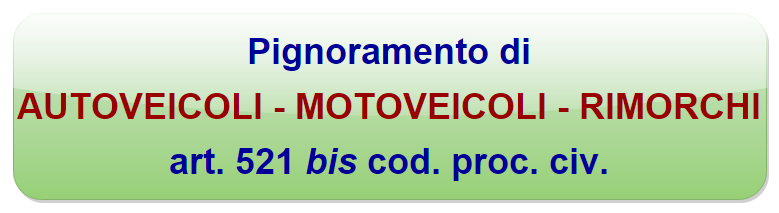 Pignoramento di
AUTOVEICOLI - MOTOVEICOLI - RIMORCHI
art. 521 bis cod. proc. civ.